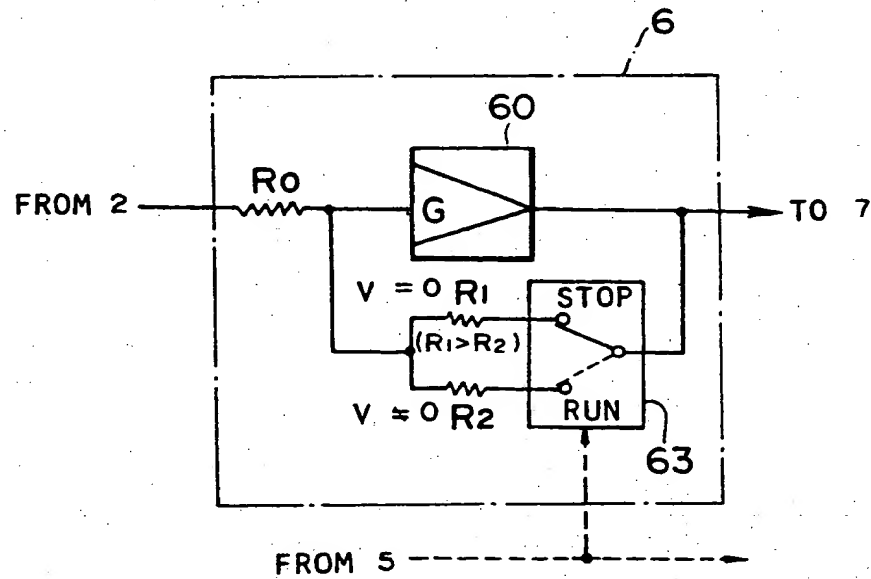 6
60
Ro
FROM 2
G
TO 7
V = 0 R1
STOP
(R1>R2)
V ≒ 0 R2
RUN
63
FROM 5